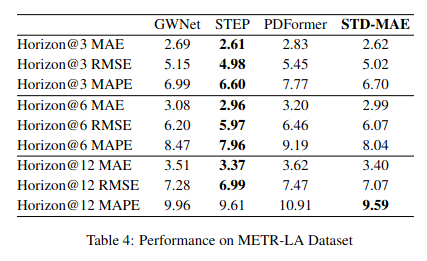 GWNet STEP PDFormer STD-MAE
Horizon@3 MAE 2.69 2.61 2.83 2.62
Horizon@3 RMSE 5.15 4.98 5.45 5.02
Horizon@3 MAPE 6.99 6.60 7.77 6.70
Horizon@6 MAE 3.08 2.96 3.20 2.99
Horizon@6 RMSE 6.20 5.97 6.46 6.07
Horizon@6 MAPE 8.47 7.96 9.19 8.04
Horizon@12 MAE 3.51 3.37 3.62 3.40
Horizon@12 RMSE 7.28 6.99 7.47 7.07
Horizon@12 MAPE 9.96 9.61 10.91 9.59
Table 4: Performance on METR-LA Dataset